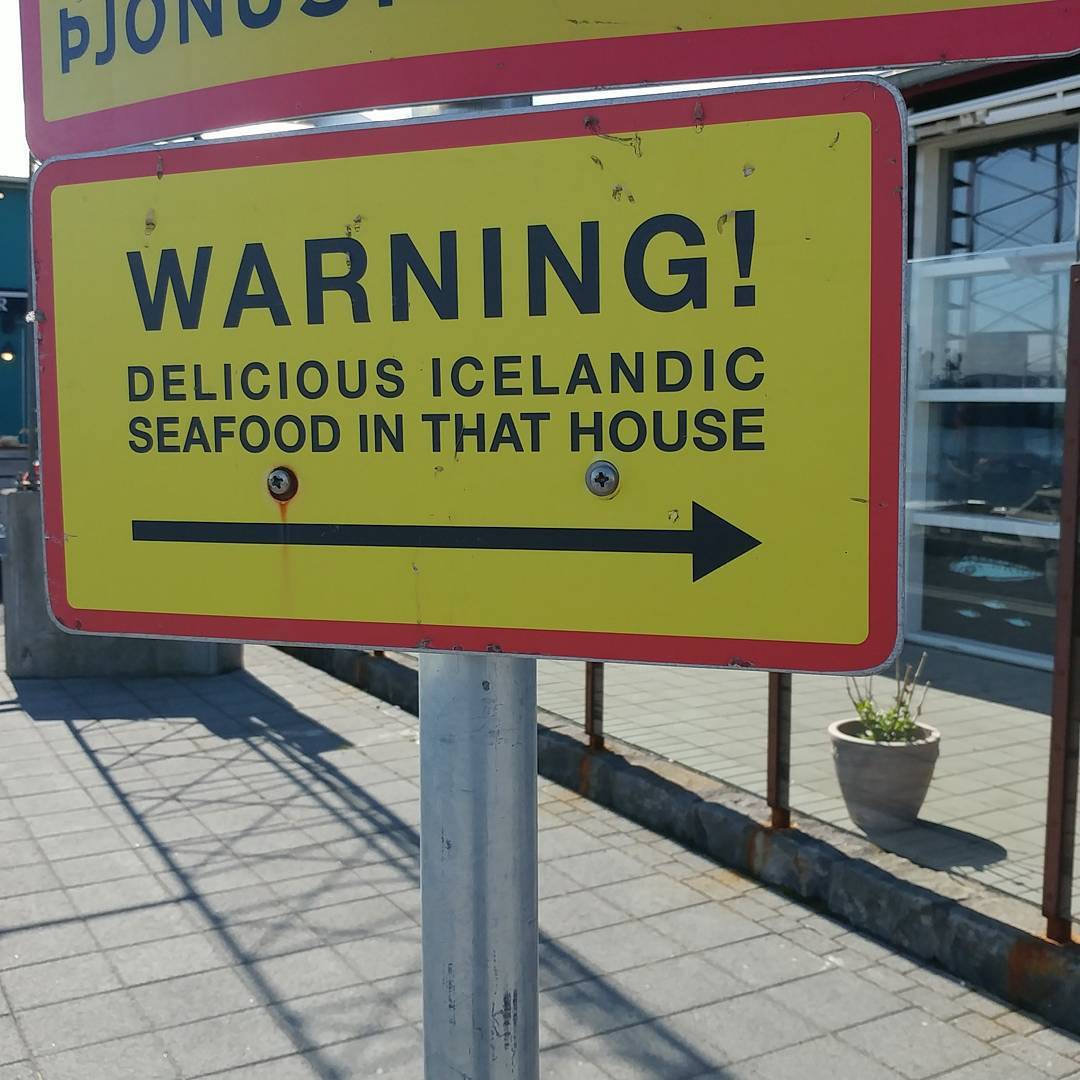 WARNING!
DELICIOUS ICELANDIC
SEAFOOD IN THAT HOUSE